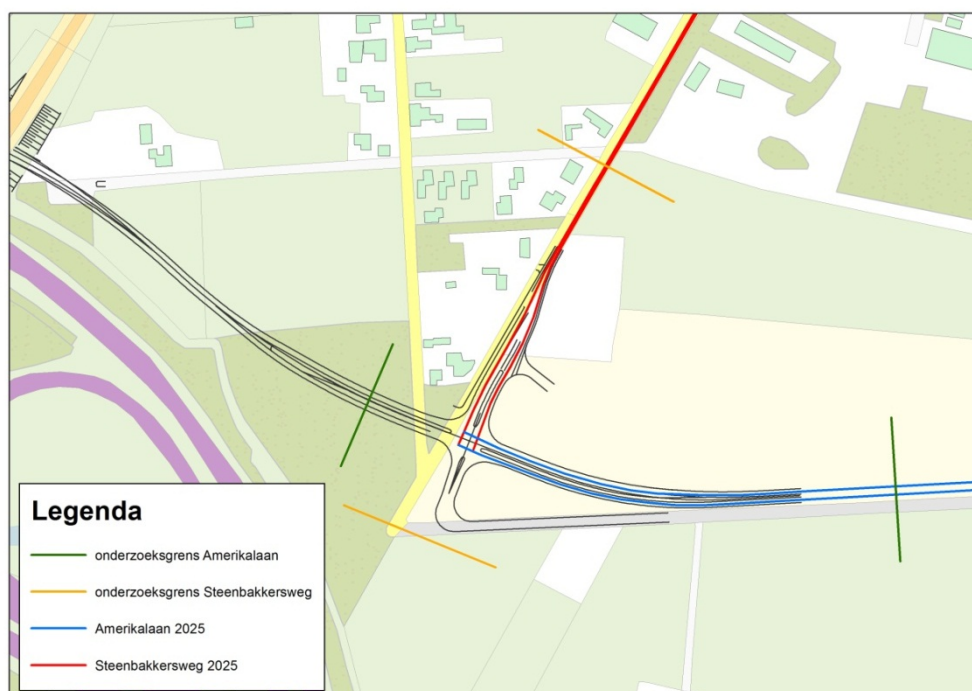 Legenda
onderzoeksgrens Amerikalaan
onderzoeksgrens Steenbakkersweg
Amerikalaan 2025
Steenbakkersweg 2025